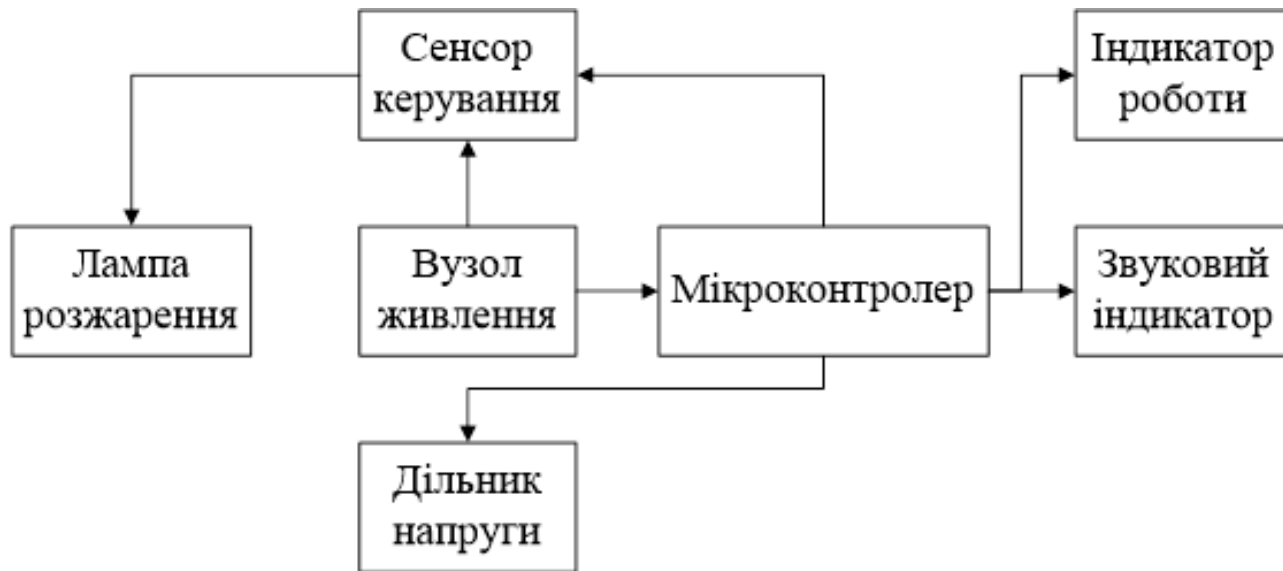 Сенсор
керування
Індикатор
роботи
Лампа
розжарення
Вузол
живлення
Мікроконтролер
Звуковий
індикатор
Дільник
напруги